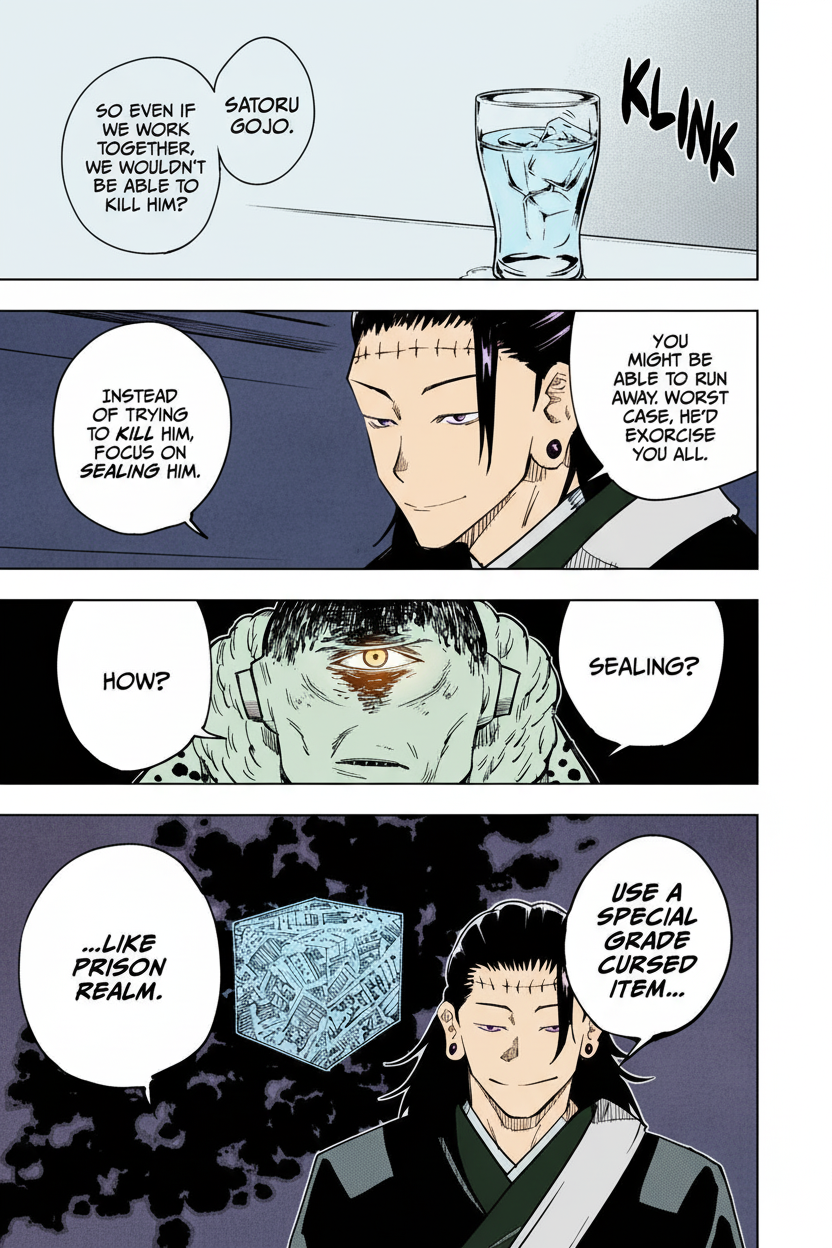 SATORU
GOJO.
SO EVEN IF
WE WORK
TOGETHER,
WE WOULDN'T
BE ABLE TO
KILL HIM?
KLINK
YOU
MIGHT BE
ABLE TO RUN
AWAY. WORST
CASE, HE'D
EXORCISE
YOU ALL.
INSTEAD
OF TRYING
TO KILL HIM,
FOCUS ON
SEALING HIM.
SEALING?
HOW?
USE A
SPECIAL
GRADE
CURSED
ITEM...
...LIKE
PRISON
REALM.